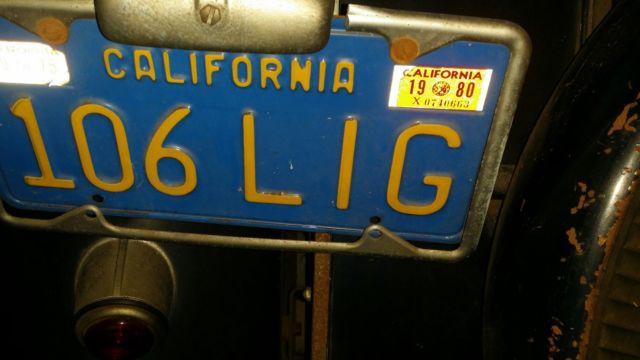 CALIFORNIA
CALIFORNIA
19 80
X 0740663
106 LIG